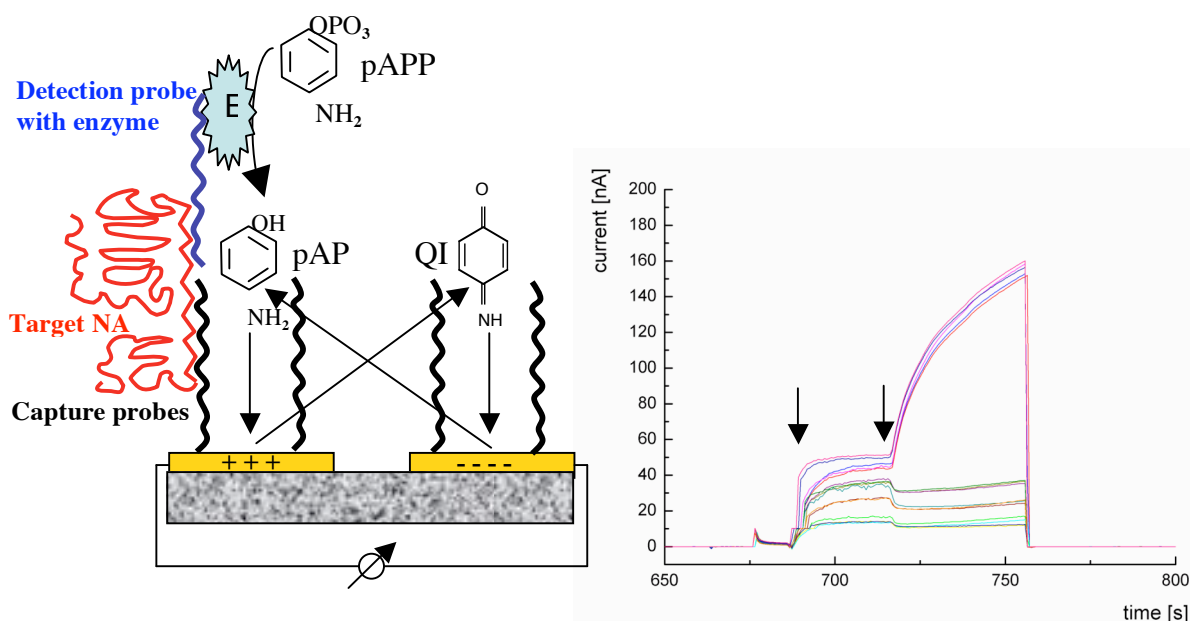 OPO₃
pAPP
NH₂
Detection probe
with enzyme
E
OH
pAP
NH₂
O
QI
NH
Target NA
Capture probes
+ + +
- - - -
current [nA]
200
180
160
140
120
100
80
60
40
20
0
650
700
750
800
time [s]